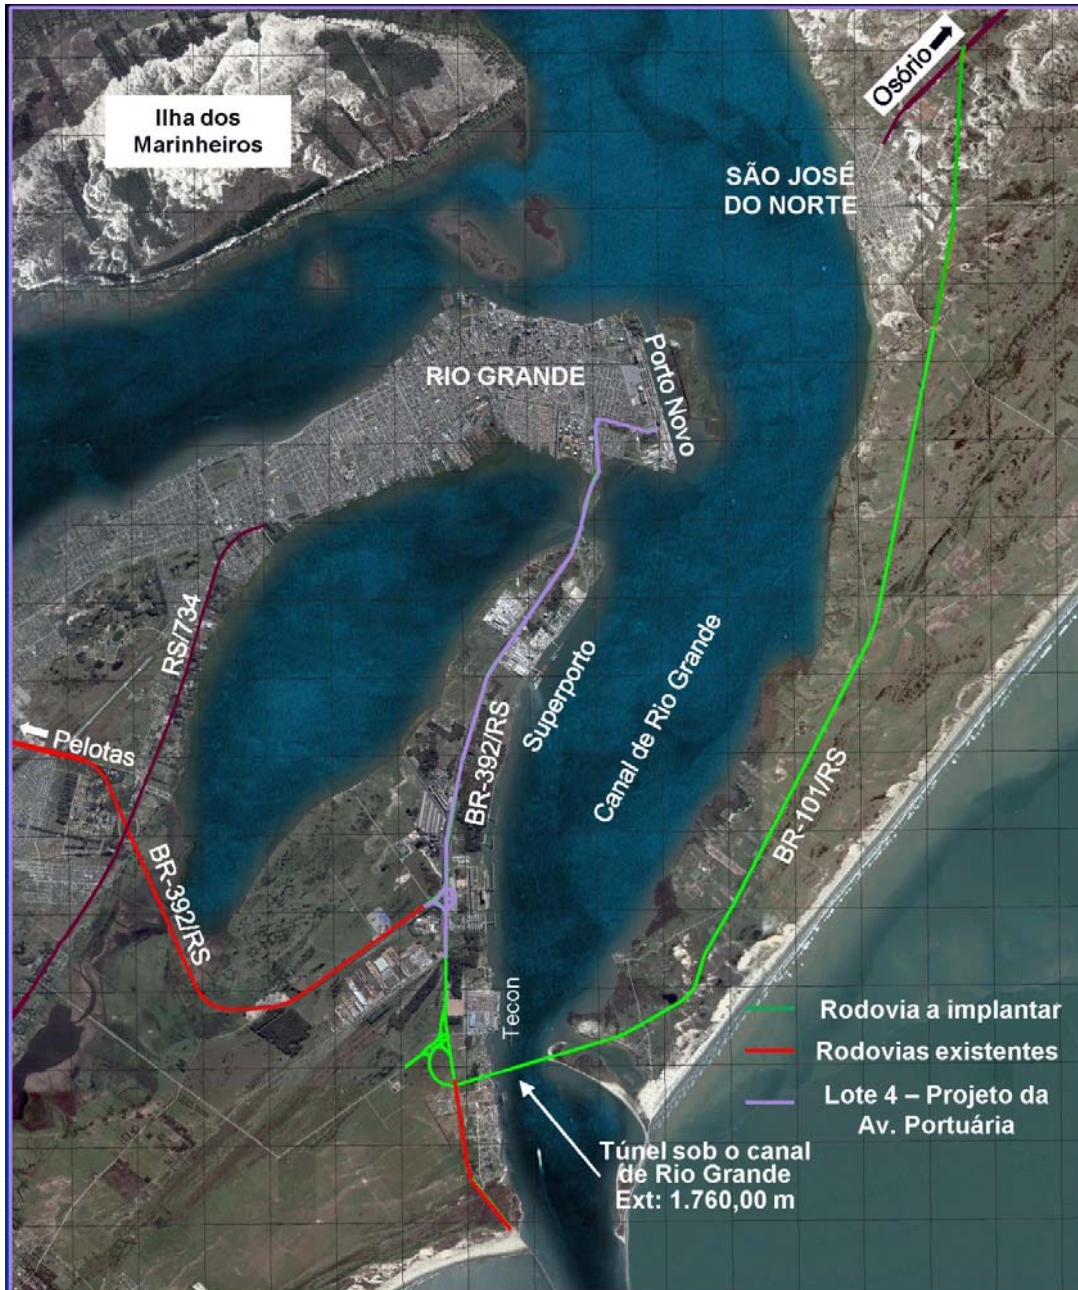 Osório
Ilha dos
Marinheiros
SÃO JOSÉ
DO NORTE
RIO GRANDE
Porto Novo
RS/734
Superporto
Canal de Rio Grande
BR-392/RS
Pelotas
BR-101/RS
BR-392/RS
Tecon
Rodovia a implantar
Rodovias existentes
Lote 4 – Projeto da
Av. Portuária
Túnel sob o canal
de Rio Grande
Ext: 1.760,00 m